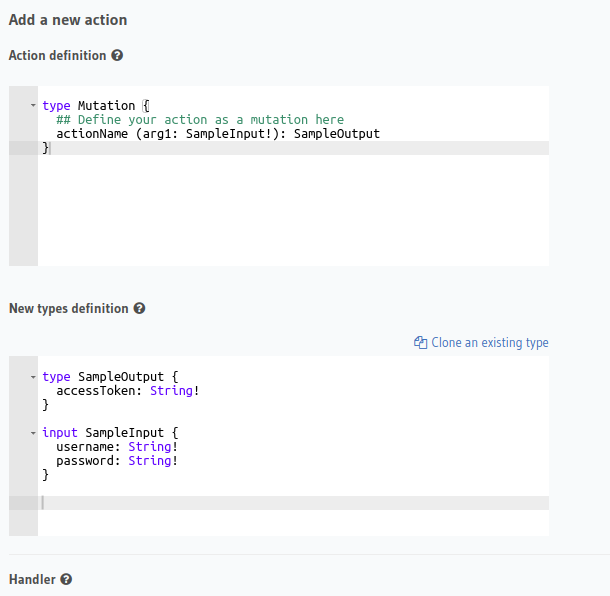 Add a new action
Action definition
type Mutation {
## Define your action as a mutation here
actionName (arg1: SampleInput!): SampleOutput
}
New types definition
Clone an existing type
type SampleOutput {
accessToken: String!
}
input SampleInput {
username: String!
password: String!
}
Handler